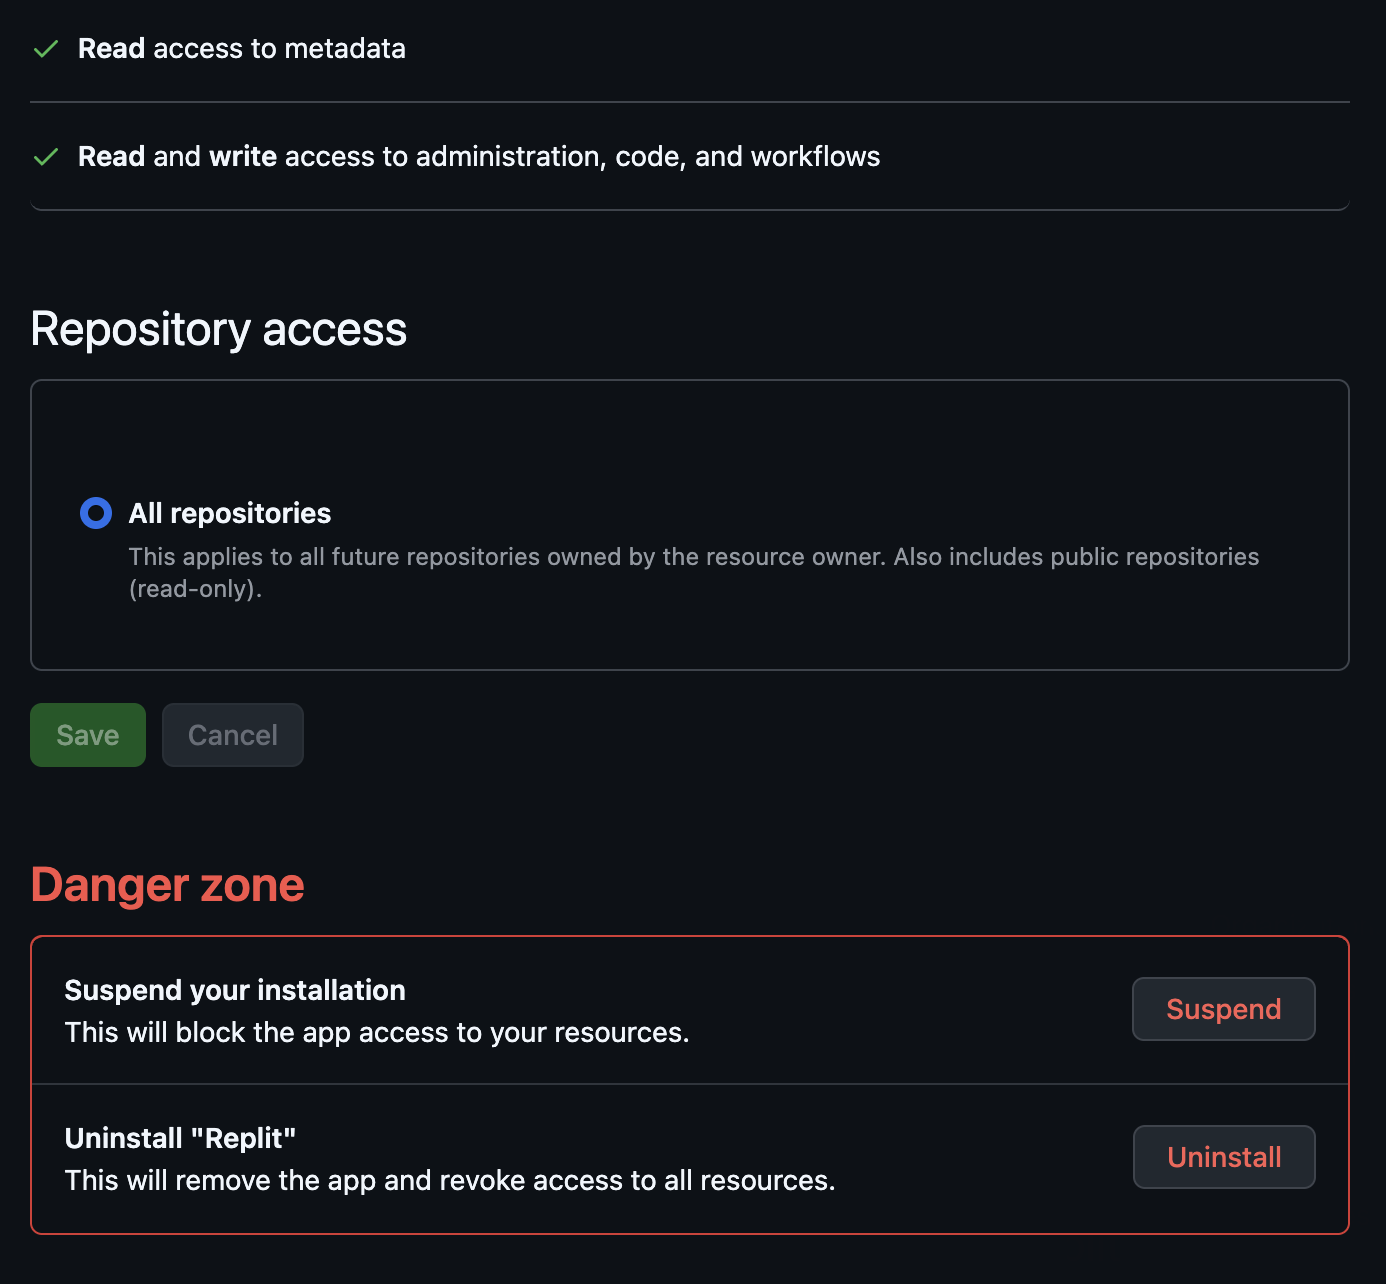 Read access to metadata
Read and write access to administration, code, and workflows
Repository access
All repositories
This applies to all future repositories owned by the resource owner. Also includes public repositories
(read-only).
Save
Cancel
Danger zone
Suspend your installation
This will block the app access to your resources.
Suspend
Uninstall "Replit"
This will remove the app and revoke access to all resources.
Uninstall